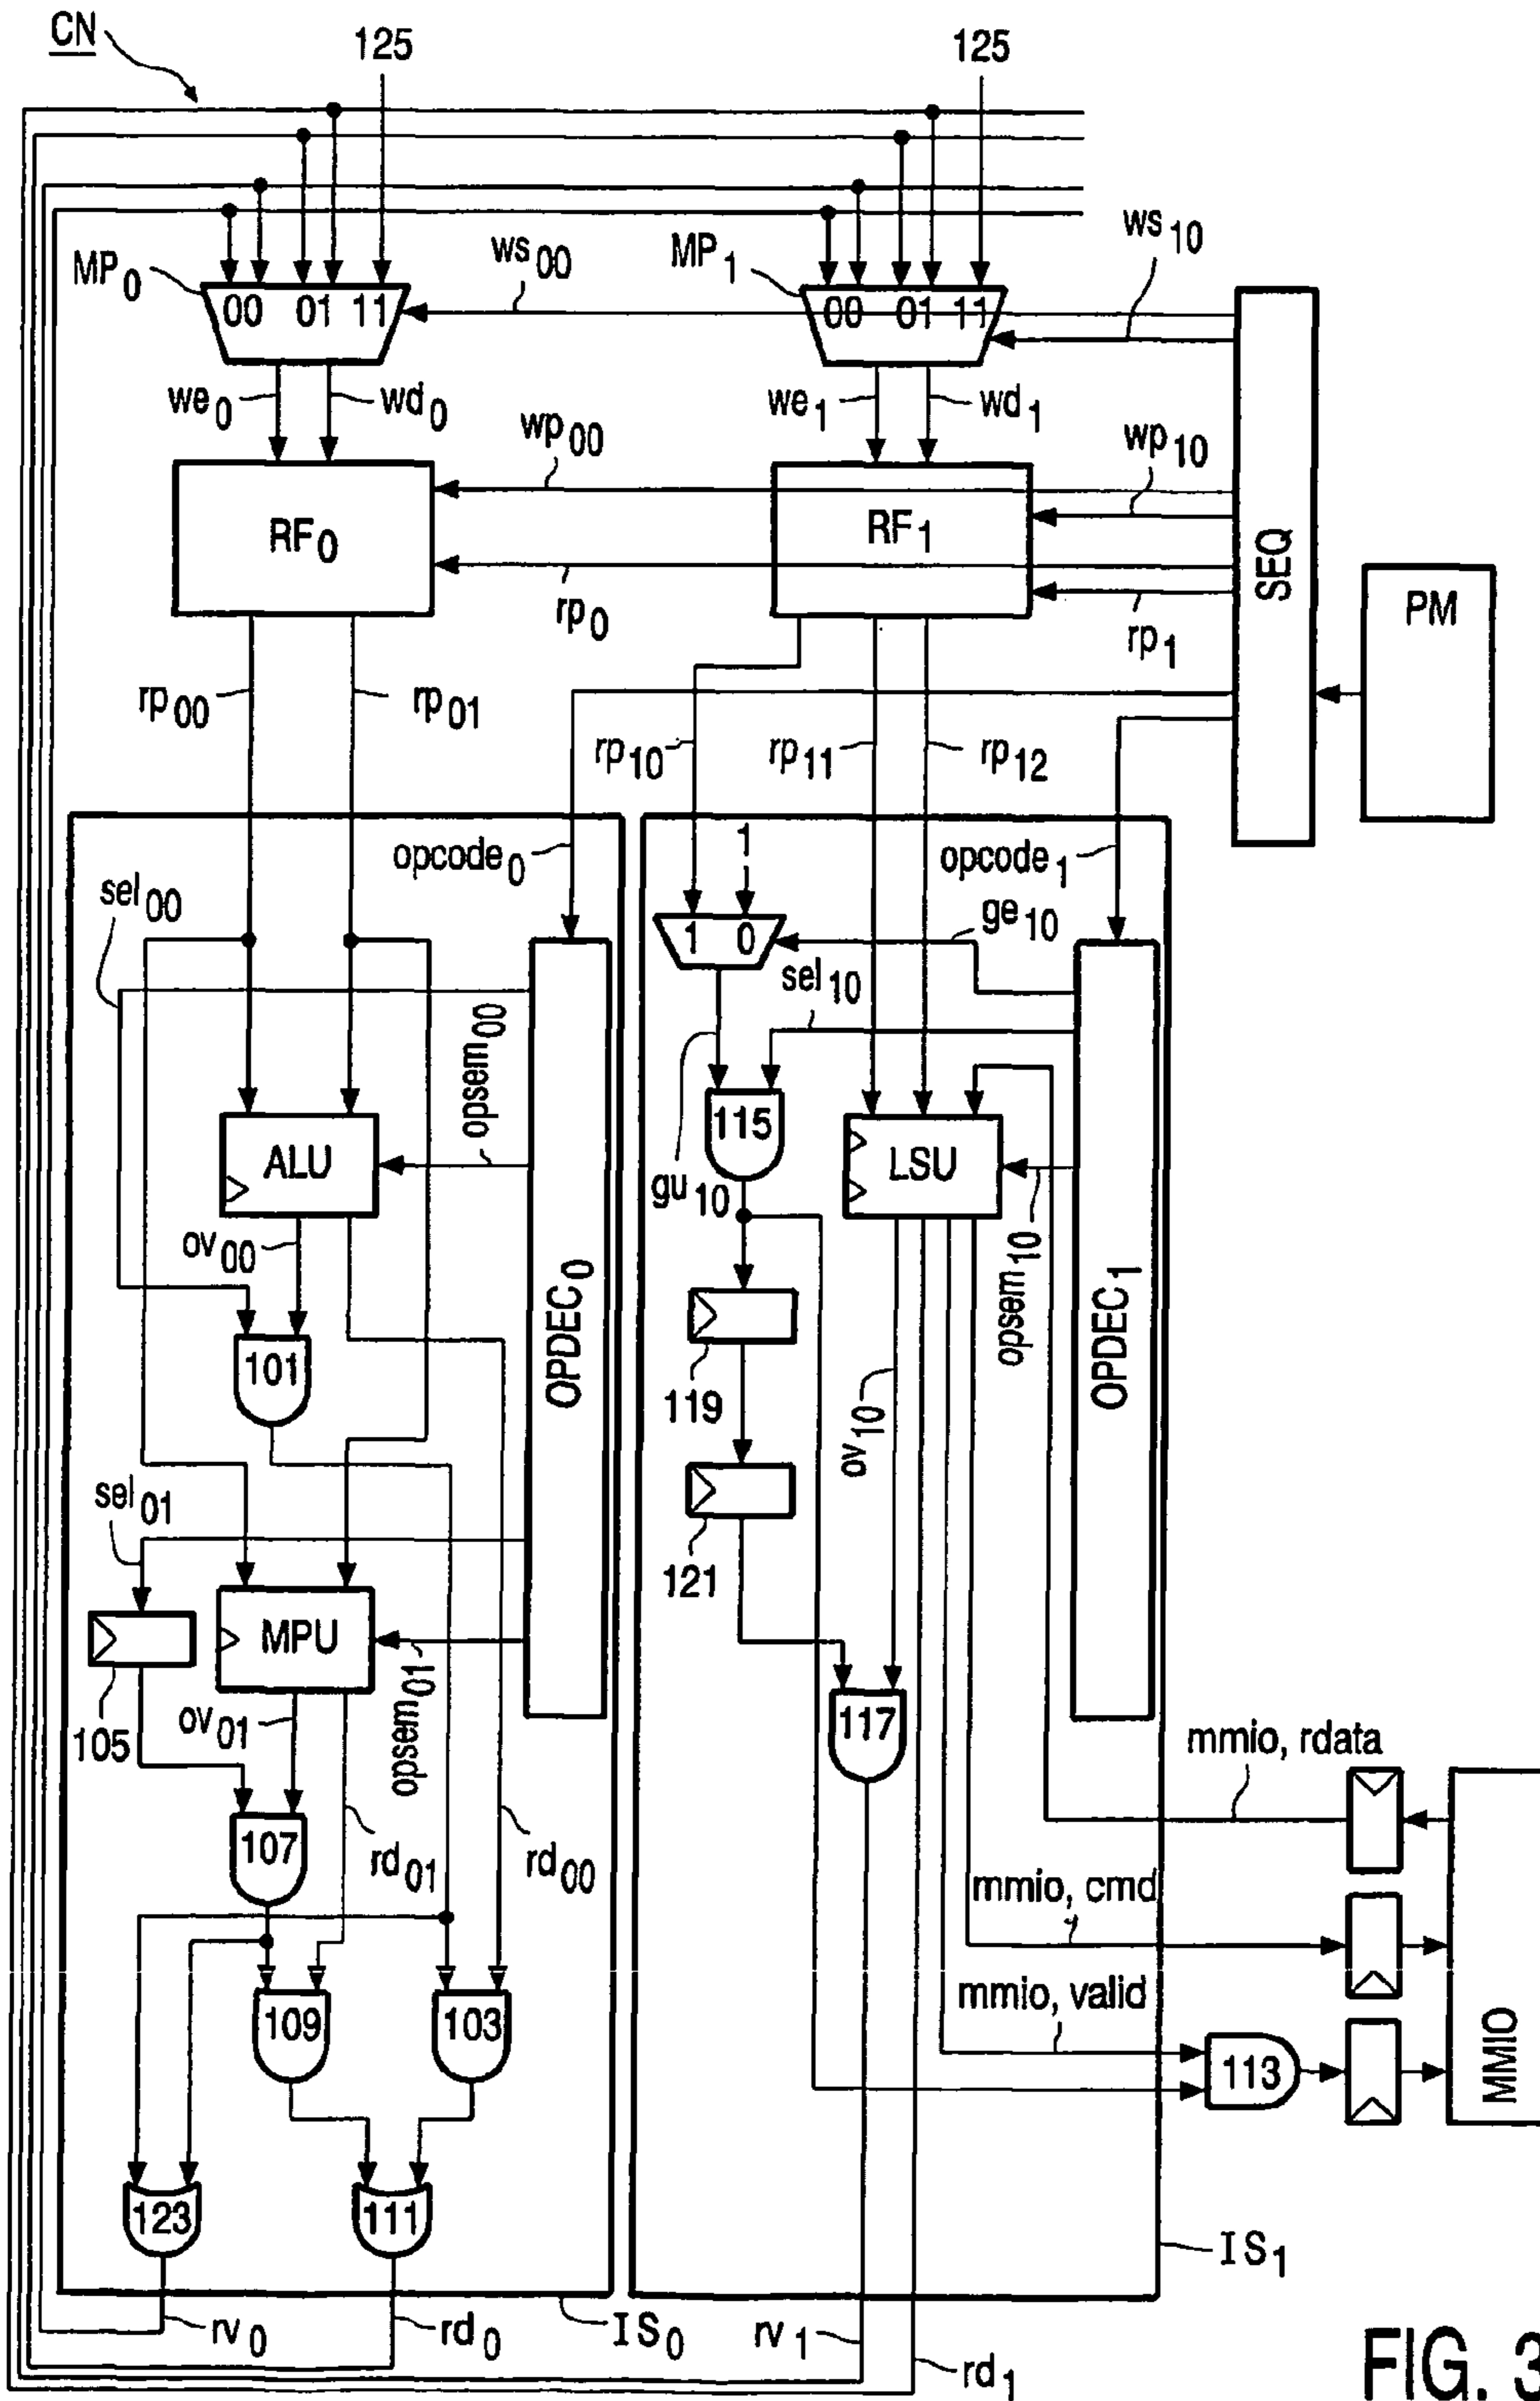 CN
125 125
MP0 ws00 MP1 ws10
00 01 11 00 01 11
we0 wd0 we1 wd1
wp00 wp10
RF0 RF1 SEQ
rp0 rp1 PM
rp00 rp01 rp10 rp11 rp12
opcode0 1 opcode1
sel00 1 0 ge10
sel10
opsem00
115
ALU LSU
gu10
ov00 opsem10
OPDEC0 OPDEC1
101
119
ov10
sel01
121
MPU
105 ov01 opsem01 117 mmio, rdata
107
rd01 rd00 mmio, cmd
mmio, valid
109 103 113 MMIO
123 111
IS1
rv0 rd0 IS0 rv1 rd1
FIG. 3